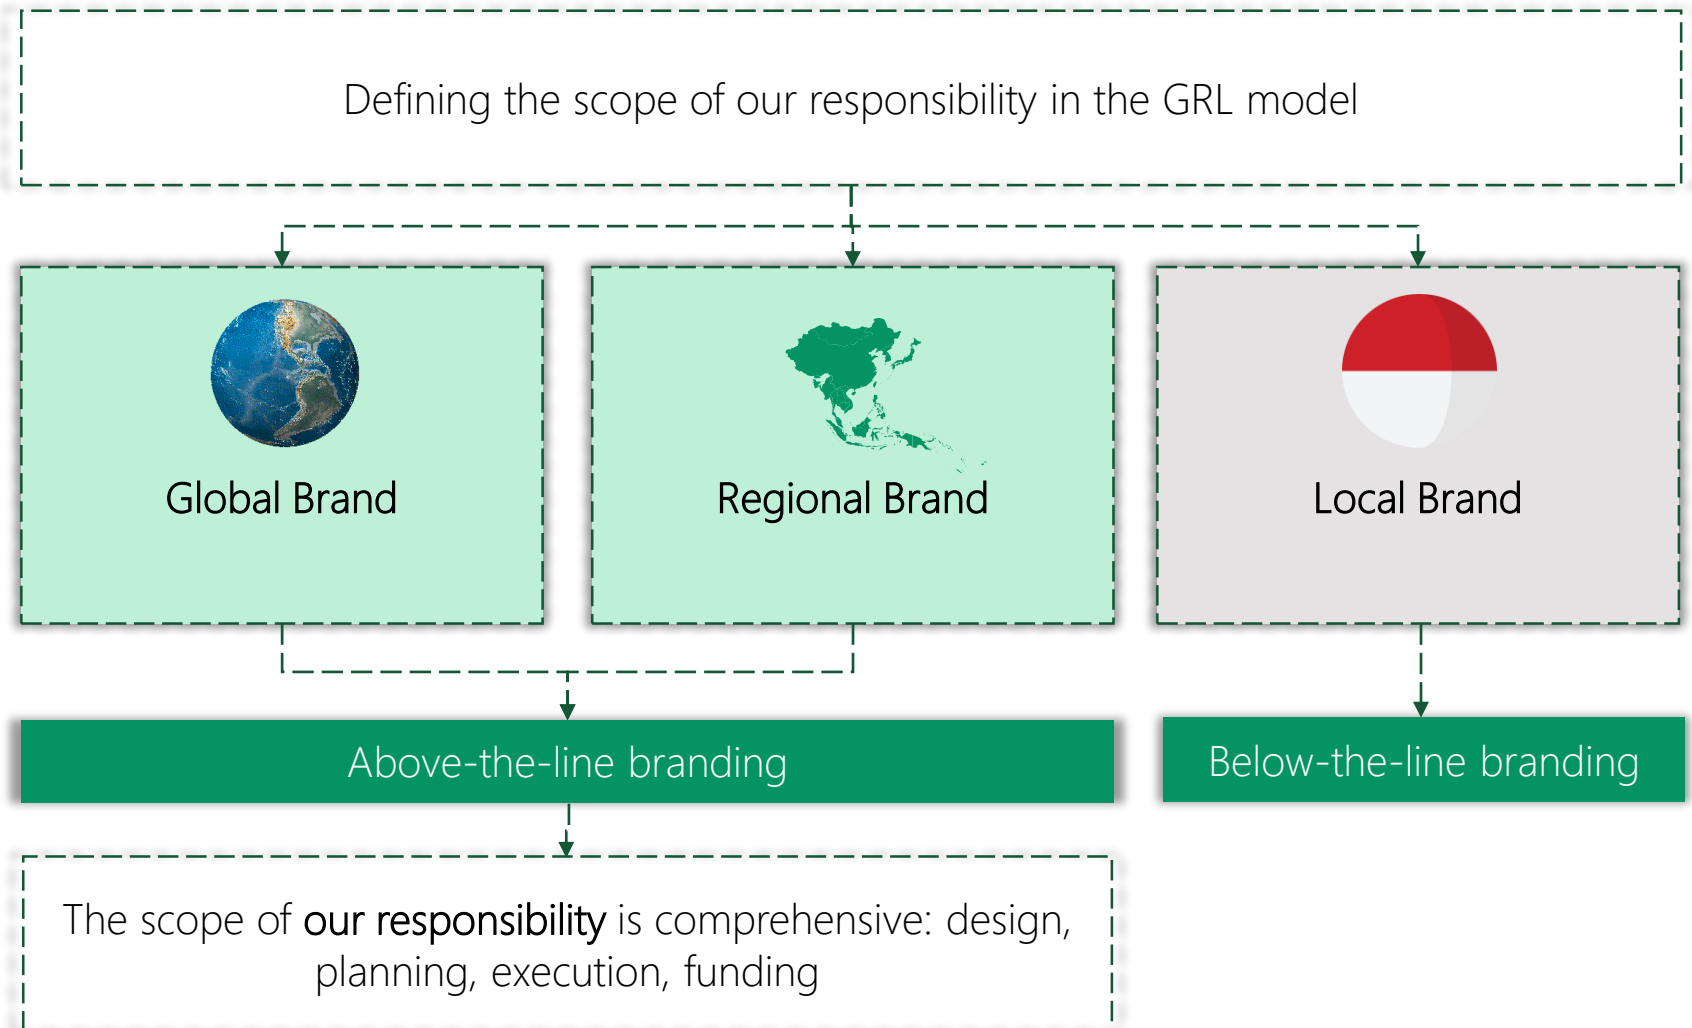 Defining the scope of our responsibility in the GRL model
Global Brand
Regional Brand
Local Brand
Above-the-line branding
Below-the-line branding
The scope of our responsibility is comprehensive: design,
planning, execution, funding